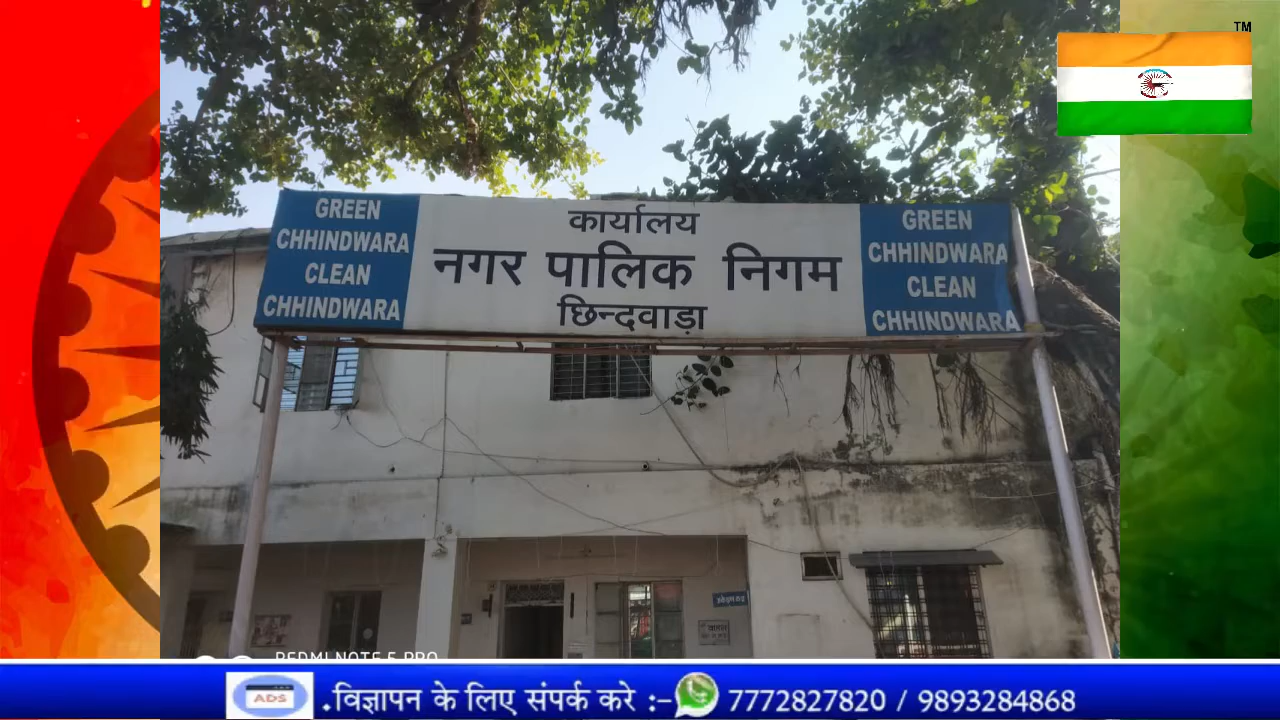 TM
GREEN
CHHINDWARA
CLEAN
CHHINDWARA
कार्यालय
नगर पालिक निगम
छिन्दवाड़ा
GREEN
CHHINDWARA
CLEAN
CHHINDWARA
REDMI NOTE 5 PRO
ADS
.विज्ञापन के लिए संपर्क करे :- 7772827820 / 9893284868